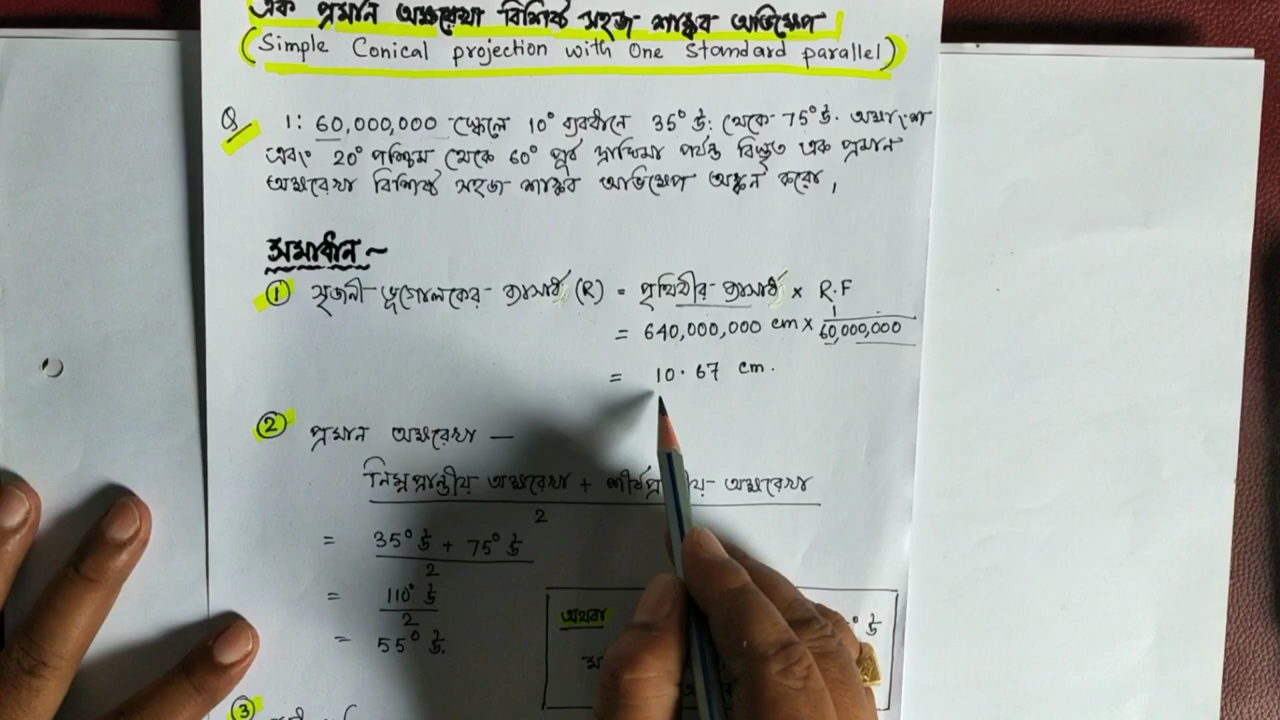 এক প্রমান অক্ষরেখা বিশিষ্ট সহজ শাঙ্কব অভিক্ষেপ
(Simple Conical projection with One Standard parallel)
Q 1: 60,000,000 স্কেলে 10° ব্যবধানে 35° উঃ থেকে 75° উঃ অক্ষাংশ
এবং 20° পশ্চিম থেকে 60° পূর্ব দ্রাঘিমা পর্যন্ত বিস্তৃত এক প্রমান
অক্ষরেখা বিশিষ্ট সহজ শাঙ্কব অভিক্ষেপ অঙ্কন করো।
সমাধান ~
① সৃজনী ভূগোলকের ব্যাসার্ধ (R) = পৃথিবীর ব্যাসার্ধ × R.F
= 640,000,000 cm × 1/60,000,000
= 10.67 cm.
② প্রমান অক্ষরেখা —
নিম্নপ্রান্তীয় অক্ষরেখা + অক্ষরেখা
2
= 35° উ + 75° উ
2
= 110° উ
2
= 55° উ.
অথবা ° উ
③